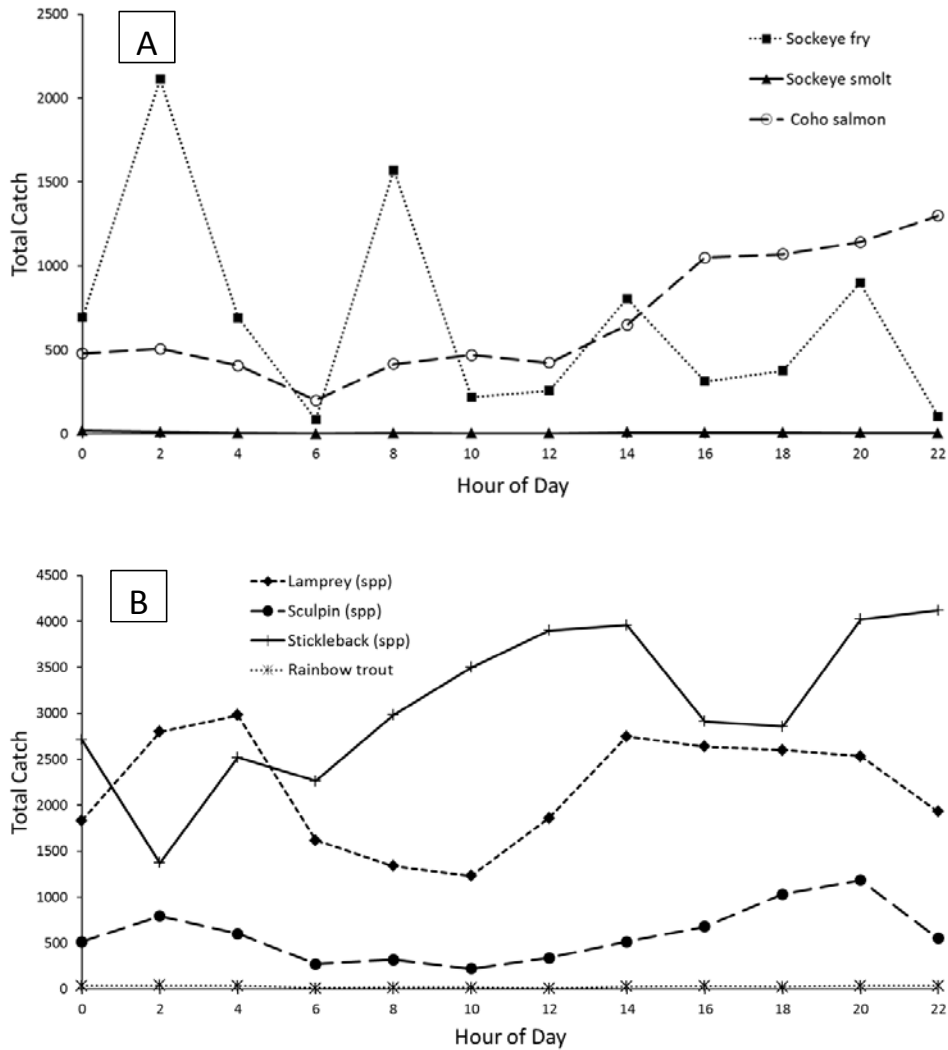 A
2500
2000
1500
1000
500
0
Total Catch
Sockeye fry
Sockeye smolt
Coho salmon
0 2 4 6 8 10 12 14 16 18 20 22
Hour of Day
B
4500
4000
3500
3000
2500
2000
1500
1000
500
0
Total Catch
Lamprey (spp)
Sculpin (spp)
Stickleback (spp)
Rainbow trout
0 2 4 6 8 10 12 14 16 18 20 22
Hour of Day